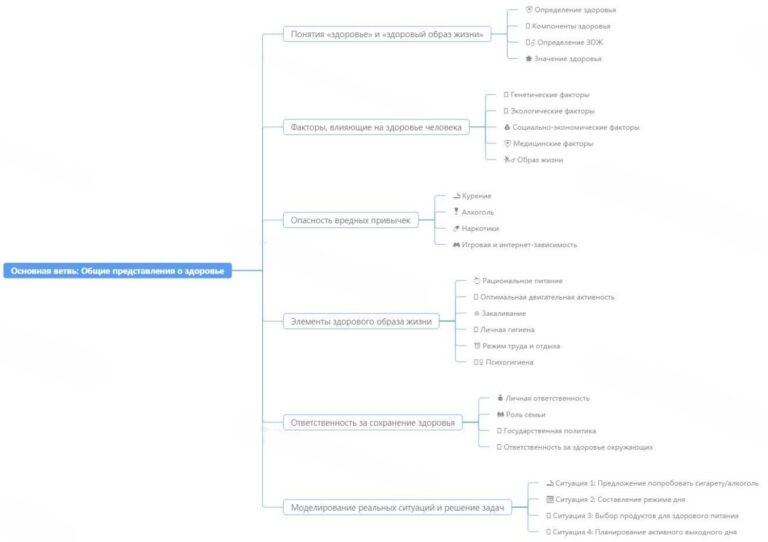 Основная ветвь: Общие представления о здоровье
Понятия «здоровье» и «здоровый образ жизни»
Определение здоровья
Компоненты здоровья
Определение ЗОЖ
Значение здоровья
Факторы, влияющие на здоровье человека
Генетические факторы
Экологические факторы
Социально-экономические факторы
Медицинские факторы
Образ жизни
Опасность вредных привычек
Курение
Алкоголь
Наркотики
Игровая и интернет-зависимость
Элементы здорового образа жизни
Рациональное питание
Оптимальная двигательная активность
Закаливание
Личная гигиена
Режим труда и отдыха
Психогигиена
Ответственность за сохранение здоровья
Личная ответственность
Роль семьи
Государственная политика
Ответственность за здоровье окружающих
Моделирование реальных ситуаций и решение задач
Ситуация 1: Предложение попробовать сигарету/алкоголь
Ситуация 2: Составление режима дня
Ситуация 3: Выбор продуктов для здорового питания
Ситуация 4: Планирование активного выходного дня